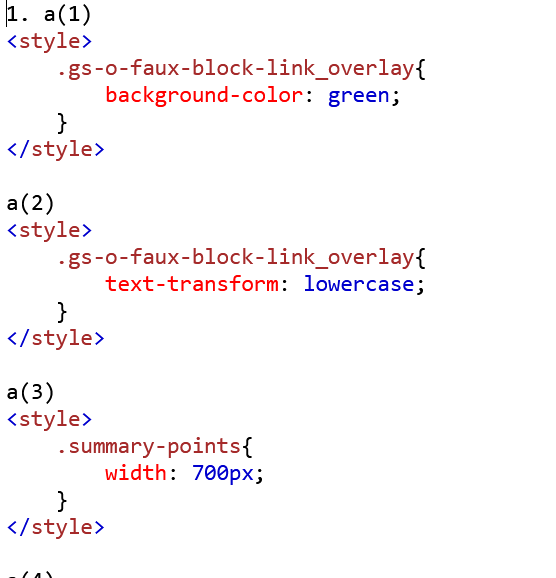 1. a(1)
<style>
    .gs-o-faux-block-link_overlay{
        background-color: green;
    }
</style>

a(2)
<style>
    .gs-o-faux-block-link_overlay{
        text-transform: lowercase;
    }
</style>

a(3)
<style>
    .summary-points{
        width: 700px;
    }
</style>

a(4)